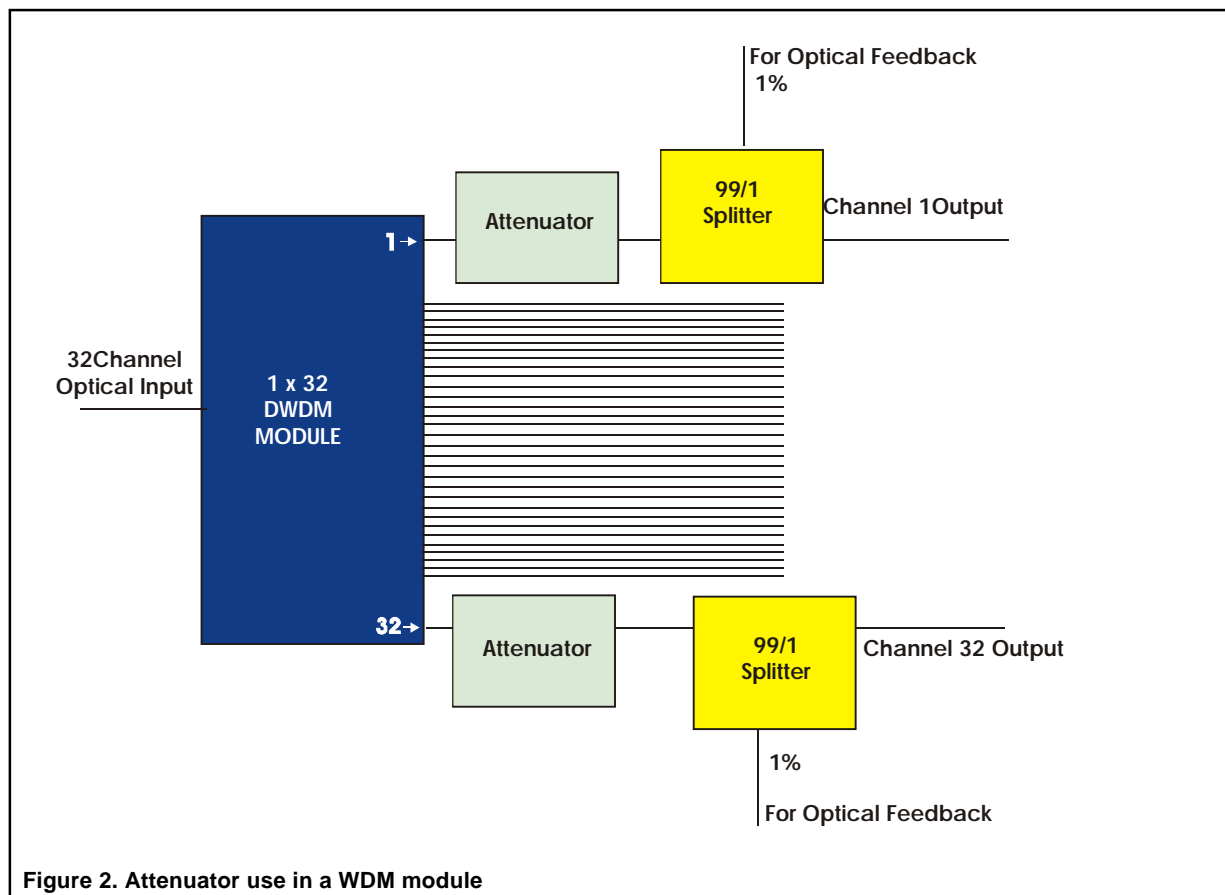 For Optical Feedback
1%
99/1
Splitter
Attenuator
Channel 1Output
1
32Channel
Optical Input
1 x 32
DWDM
MODULE
32
Attenuator
99/1
Splitter
Channel 32 Output
1%
For Optical Feedback
Figure 2. Attenuator use in a WDM module